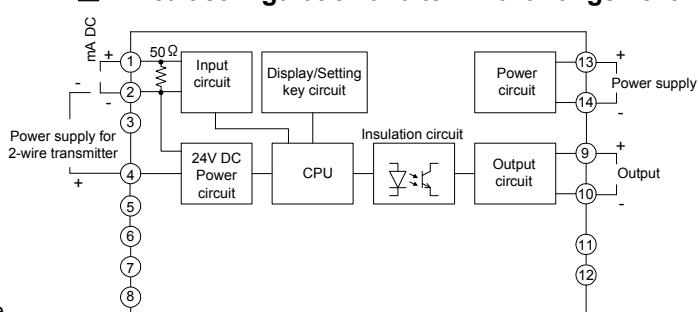 mA DC
+
1
50 Ω
-
2
-
3
Power supply for
2-wire transmitter
+
4
5
6
7
8
Input
circuit
Display/Setting
key circuit
24V DC
Power
circuit
CPU
Insulation circuit
Power
circuit
Output
circuit
13
+
Power supply
14
-
9
+
Output
10
-
11
12